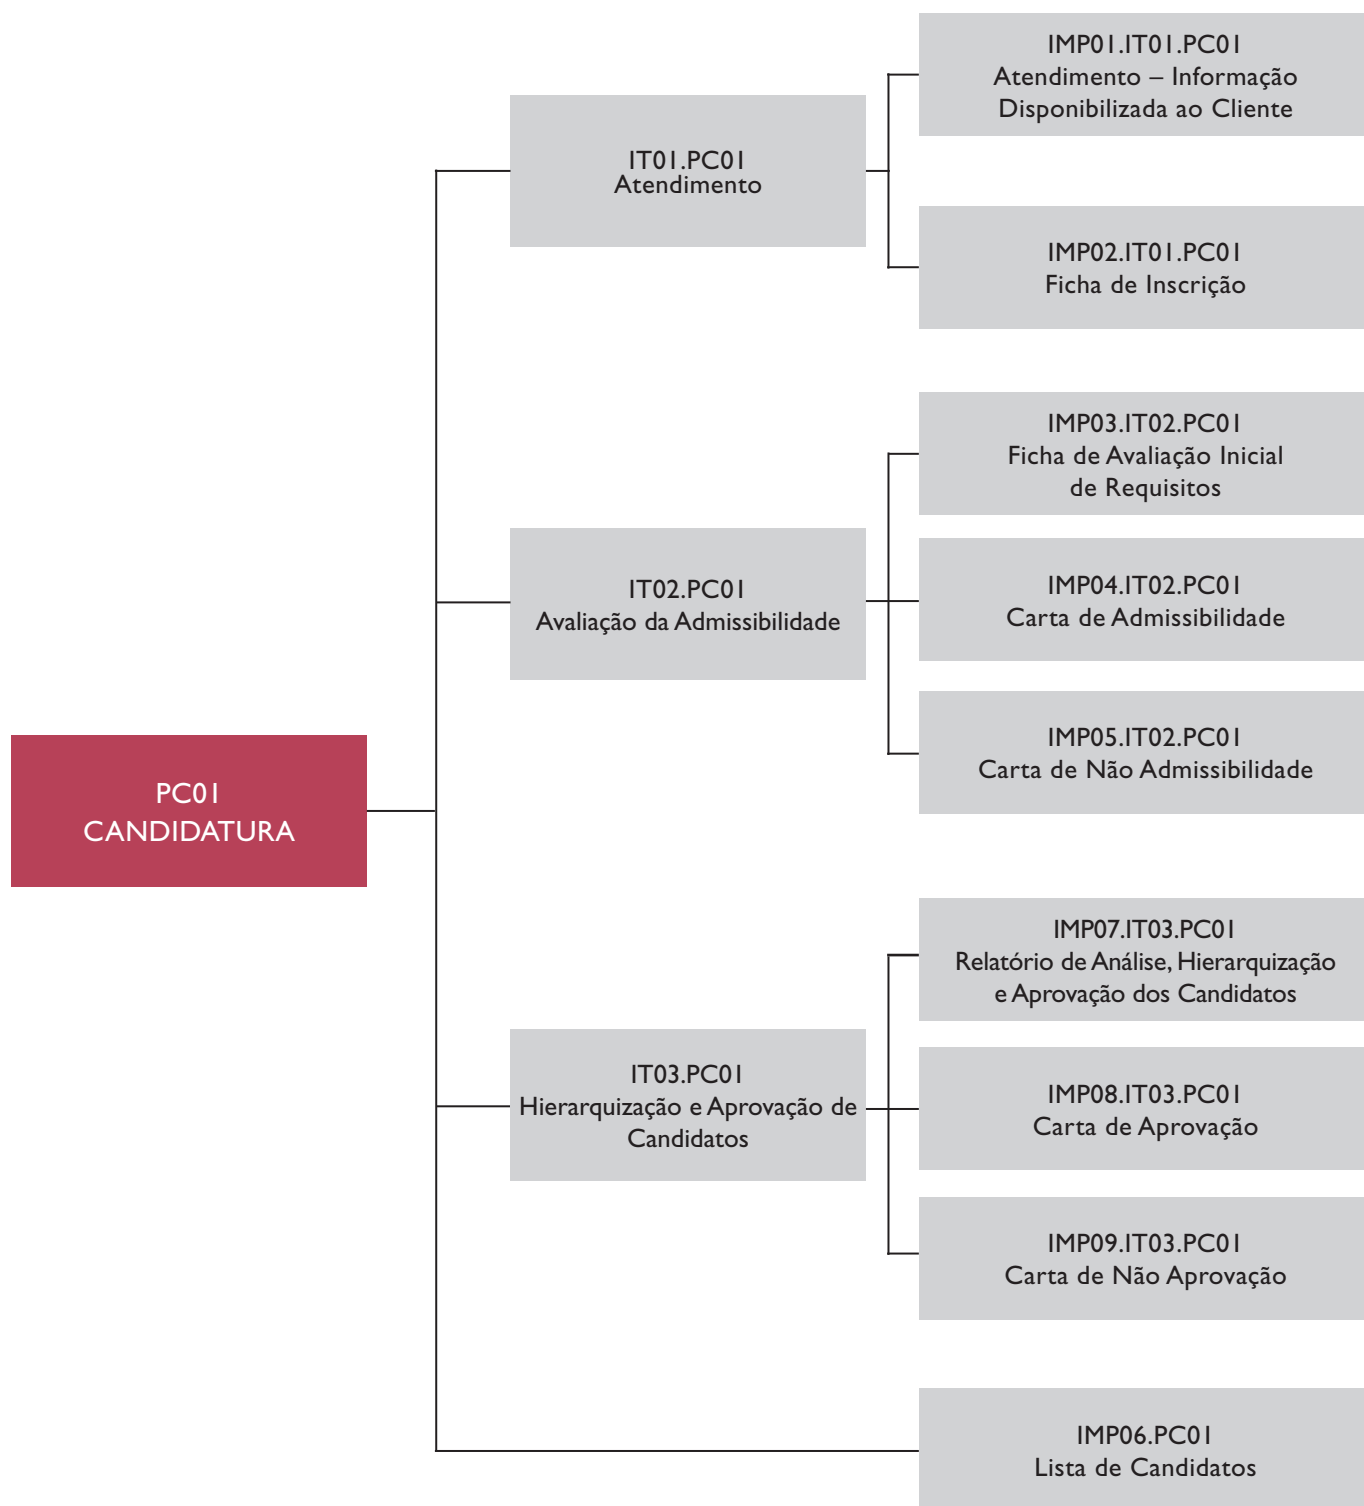 IMP01.IT01.PC01
Atendimento – Informação
Disponibilizada ao Cliente
IT01.PC01
Atendimento
IMP02.IT01.PC01
Ficha de Inscrição
IMP03.IT02.PC01
Ficha de Avaliação Inicial
de Requisitos
IT02.PC01
Avaliação da Admissibilidade
IMP04.IT02.PC01
Carta de Admissibilidade
IMP05.IT02.PC01
Carta de Não Admissibilidade
PC01
CANDIDATURA
IMP07.IT03.PC01
Relatório de Análise, Hierarquização
e Aprovação dos Candidatos
IT03.PC01
Hierarquização e Aprovação de
Candidatos
IMP08.IT03.PC01
Carta de Aprovação
IMP09.IT03.PC01
Carta de Não Aprovação
IMP06.PC01
Lista de Candidatos